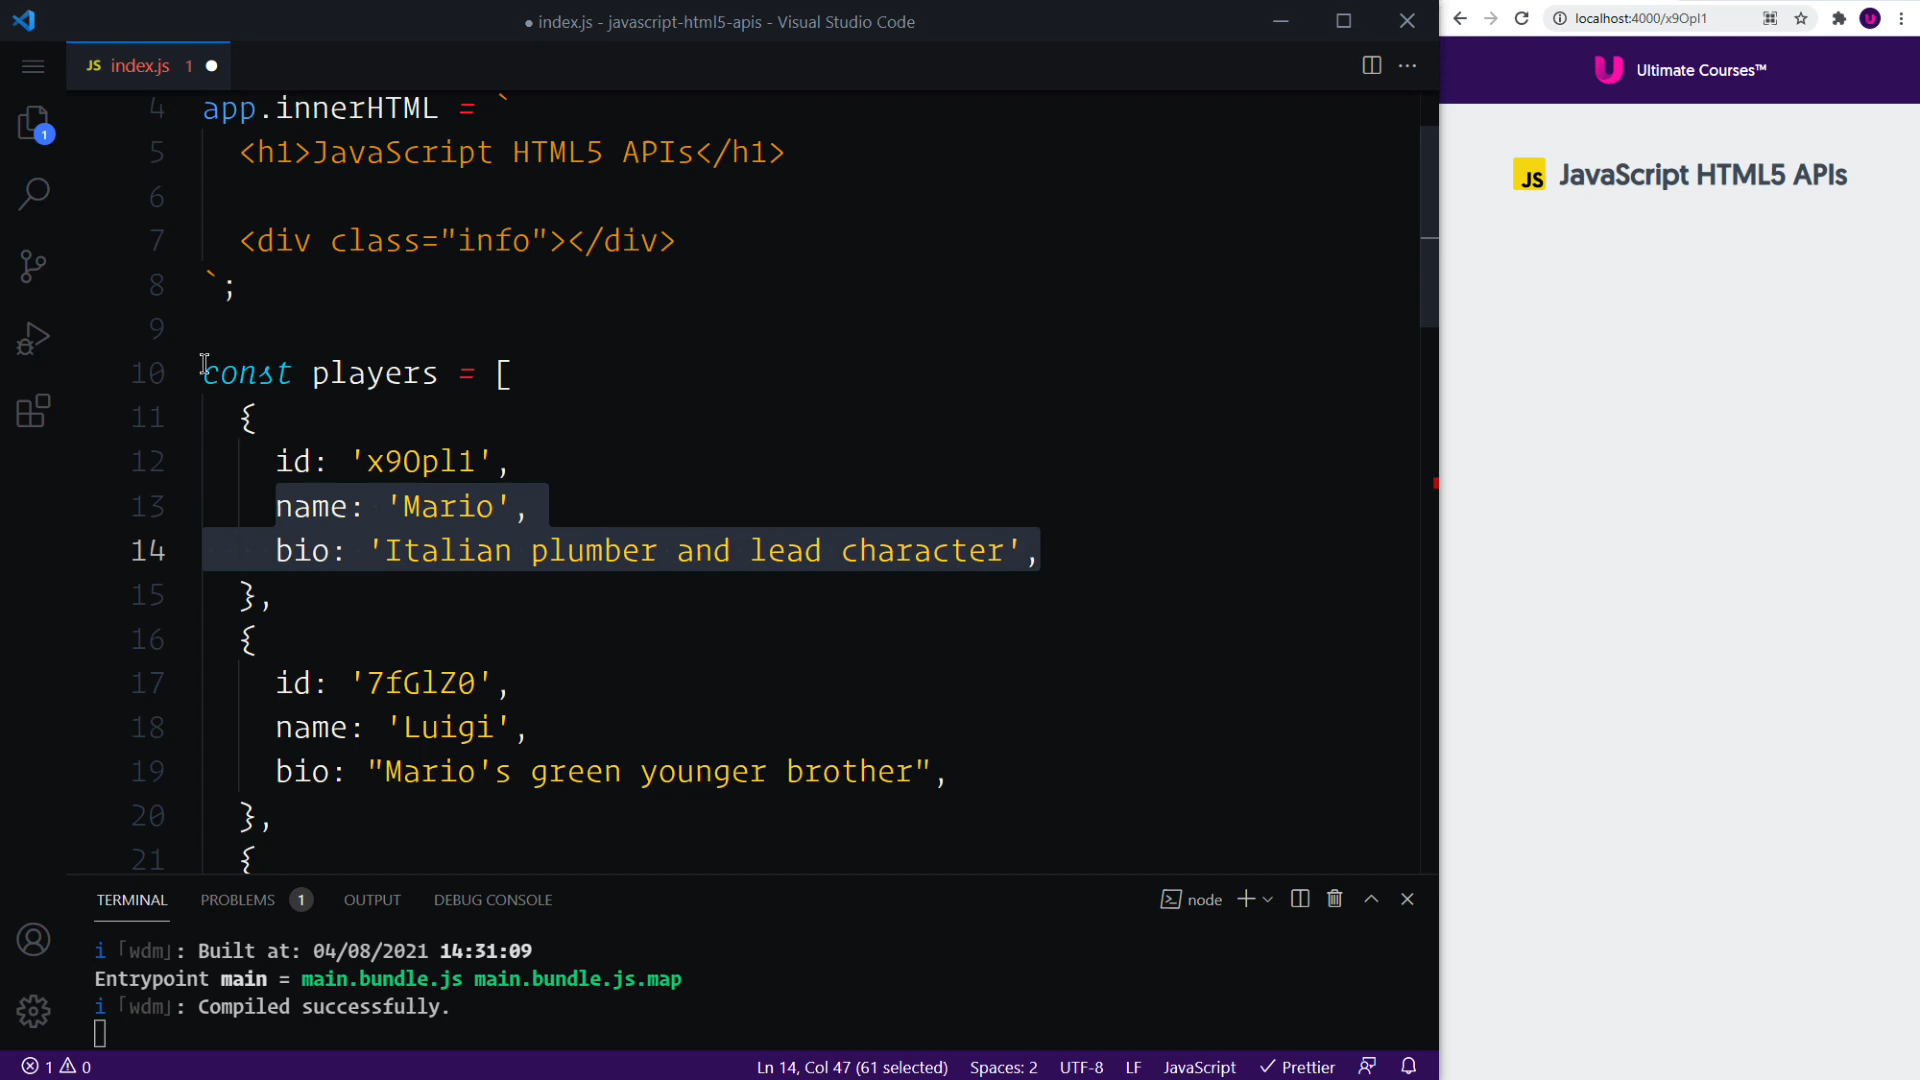 index.js - javascript-html5-apis - Visual Studio Code
localhost:4000/x9Opl1
JS index.js 1
U Ultimate Courses™
4 app.innerHTML = `
5 <h1>JavaScript HTML5 APIs</h1>
6
7 <div class="info"></div>
8 `;
9
10 const players = [
11 {
12 id: 'x9Opl1',
13 name: 'Mario',
14 bio: 'Italian plumber and lead character',
15 },
16 {
17 id: '7fGlZ0',
18 name: 'Luigi',
19 bio: "Mario's green younger brother",
20 },
21 {
JS JavaScript HTML5 APIs
1
TERMINAL PROBLEMS 1 OUTPUT DEBUG CONSOLE node
i ｢wdm｣: Built at: 04/08/2021 14:31:09
Entrypoint main = main.bundle.js main.bundle.js.map
i ｢wdm｣: Compiled successfully.
1 0 Ln 14, Col 47 (61 selected) Spaces: 2 UTF-8 LF JavaScript Prettier